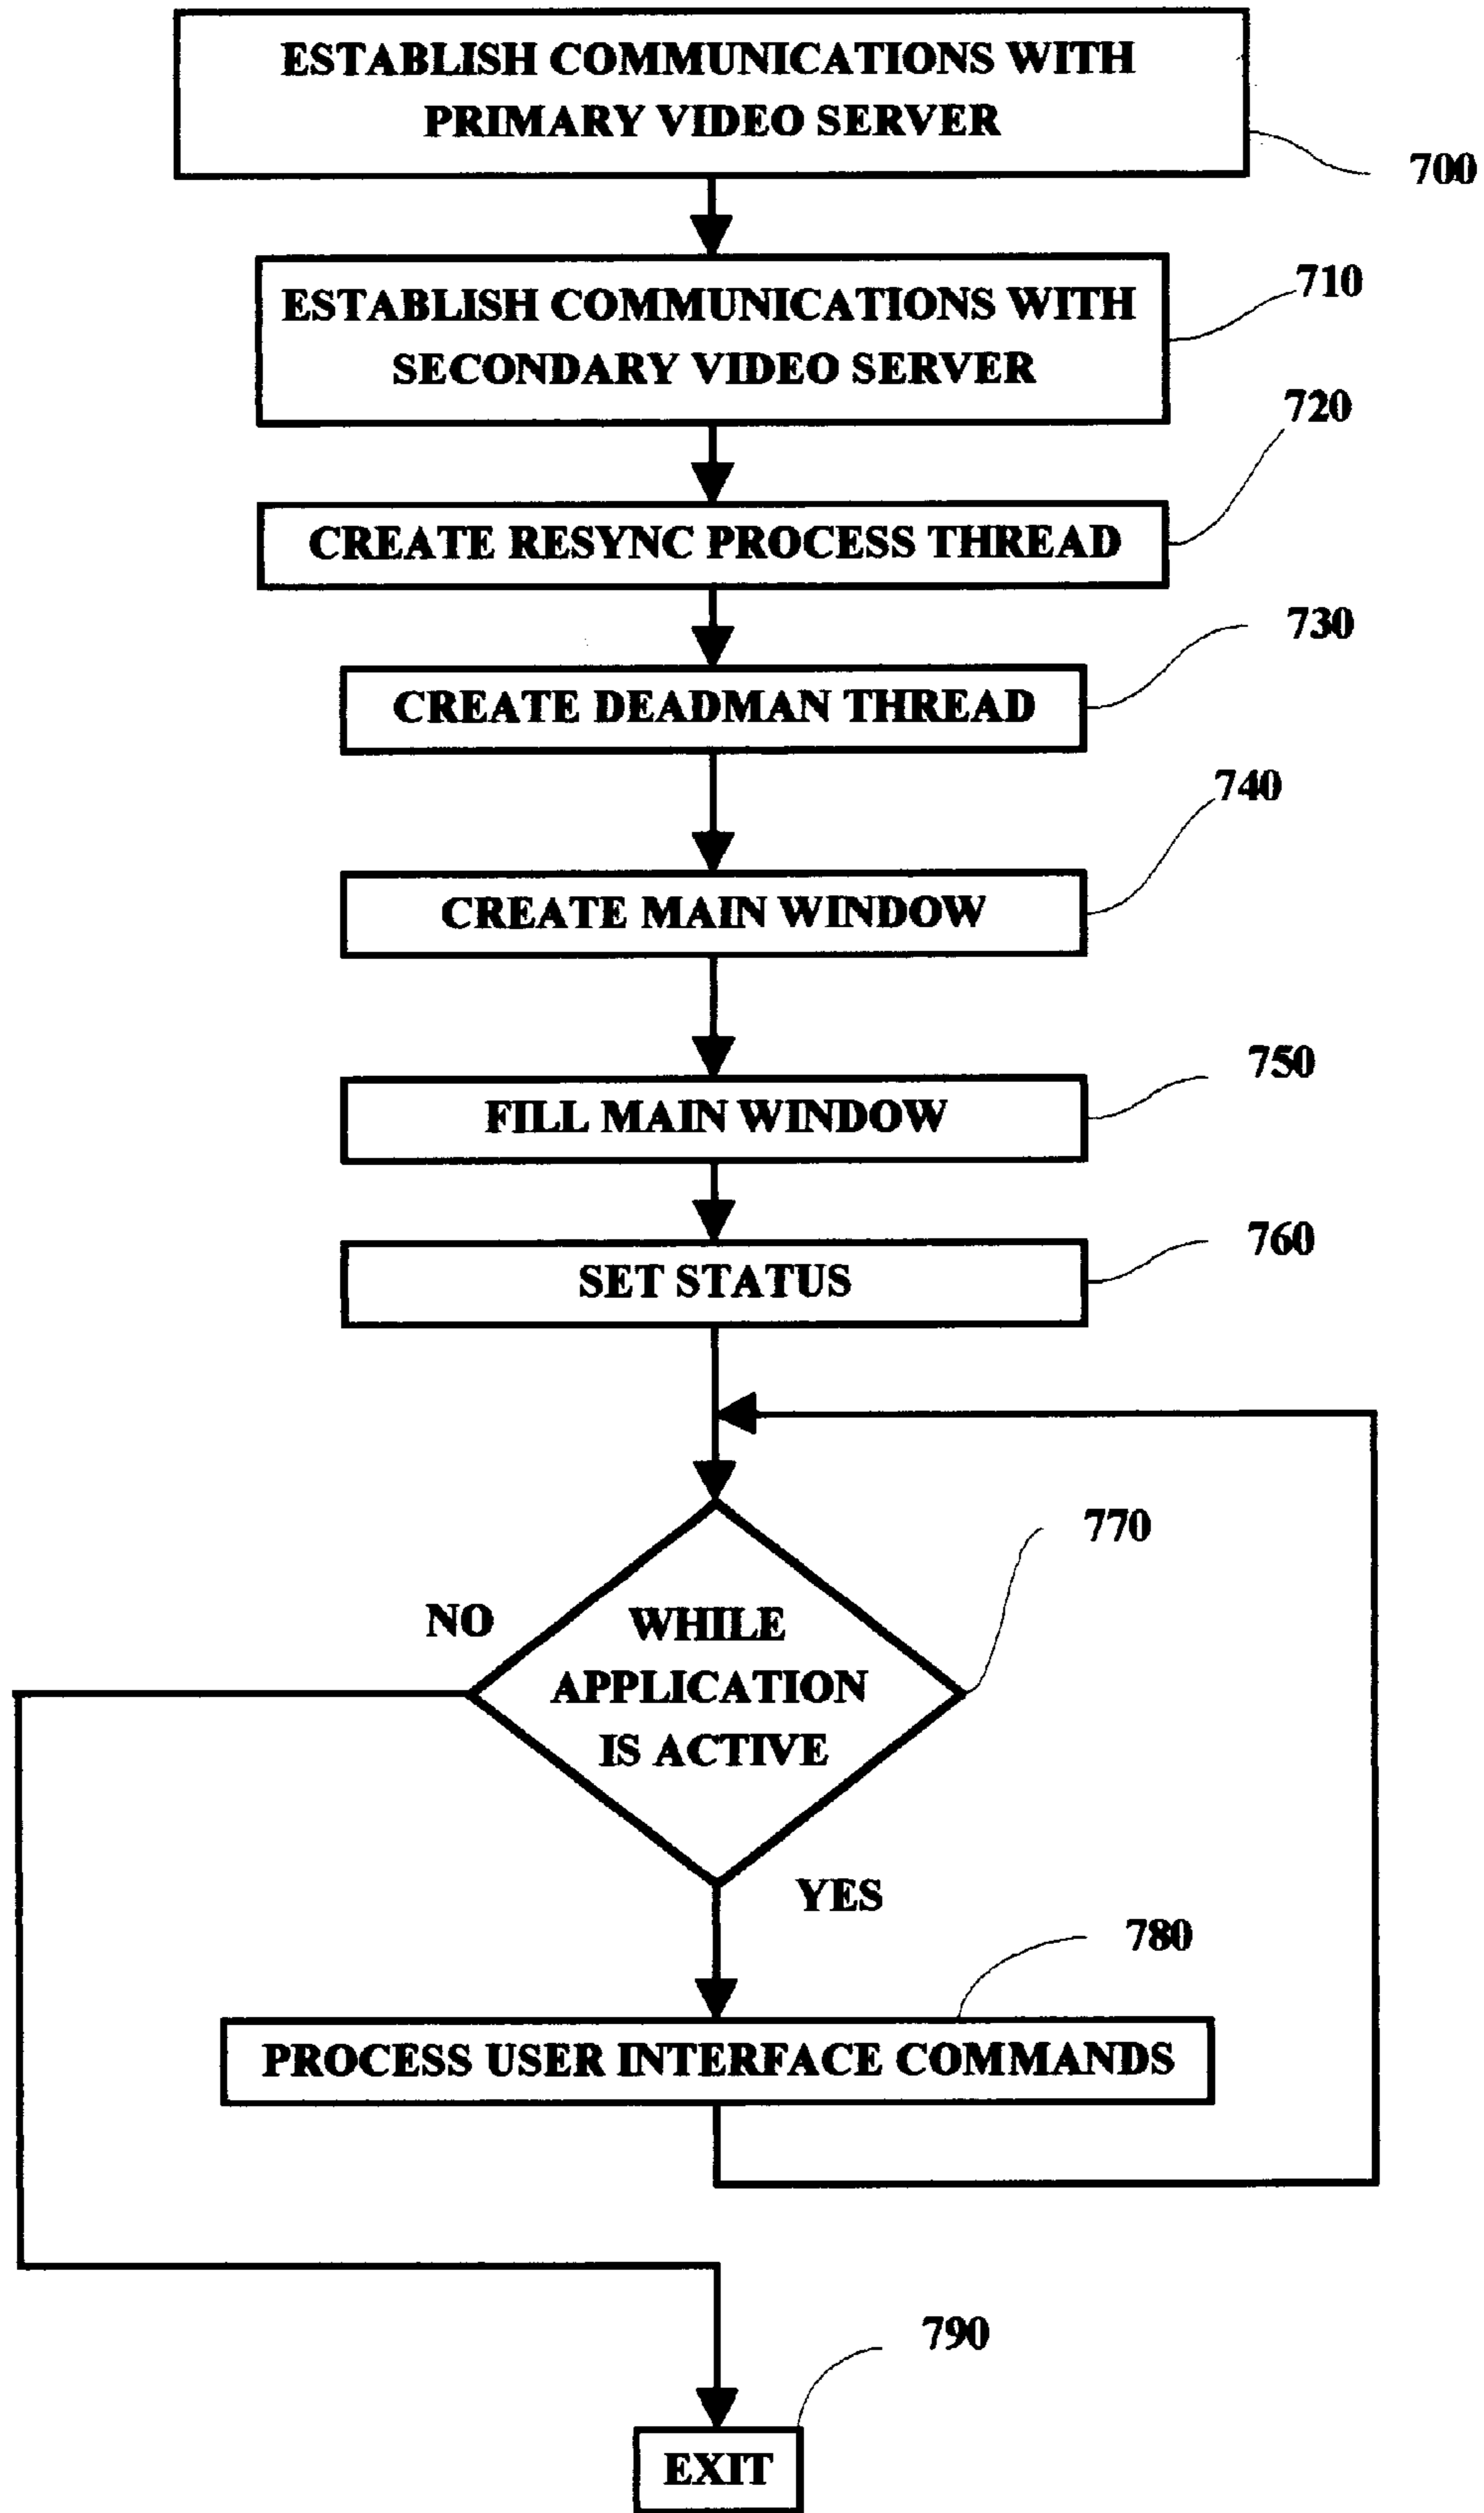 ESTABLISH COMMUNICATIONS WITH
PRIMARY VIDEO SERVER
700
710
ESTABLISH COMMUNICATIONS WITH
SECONDARY VIDEO SERVER
720
CREATE RESYNC PROCESS THREAD
730
CREATE DEADMAN THREAD
740
CREATE MAIN WINDOW
750
FILL MAIN WINDOW
760
SET STATUS
770
NO
WHILE
APPLICATION
IS ACTIVE
YES
780
PROCESS USER INTERFACE COMMANDS
790
EXIT